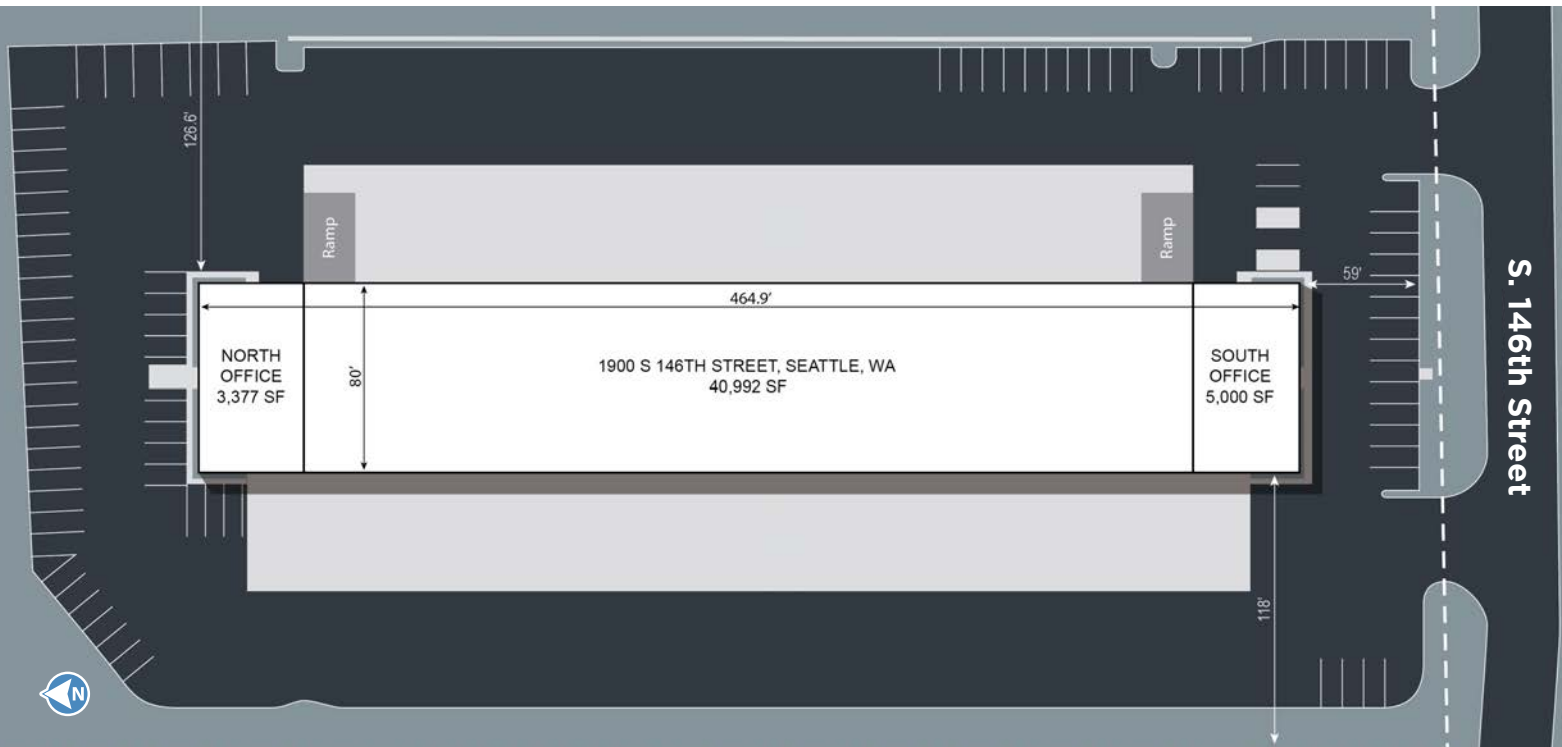 126.6'
Ramp
Ramp
59'
464.9'
NORTH
OFFICE
3,377 SF
80'
1900 S 146TH STREET, SEATTLE, WA
40,992 SF
SOUTH
OFFICE
5,000 SF
S. 146th Street
118'
N